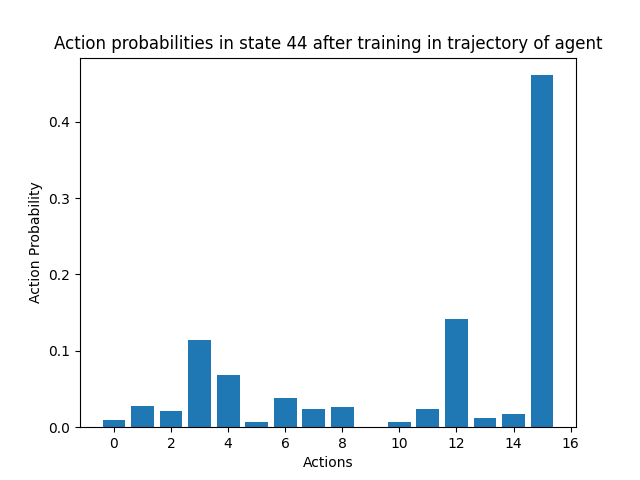 Action probabilities in state 44 after training in trajectory of agent
0.4
0.3
0.2
0.1
0.0
Action Probability
0 2 4 6 8 10 12 14 16
Actions